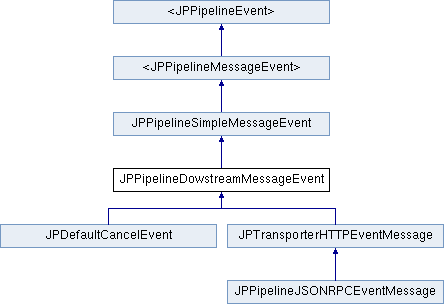 <JPPipelineEvent>
<JPPipelineMessageEvent>
JPPipelineSimpleMessageEvent
JPPipelineDowstreamMessageEvent
JPDefaultCancelEvent
JPTransporterHTTPEventMessage
JPPipelineJSONRPCEventMessage